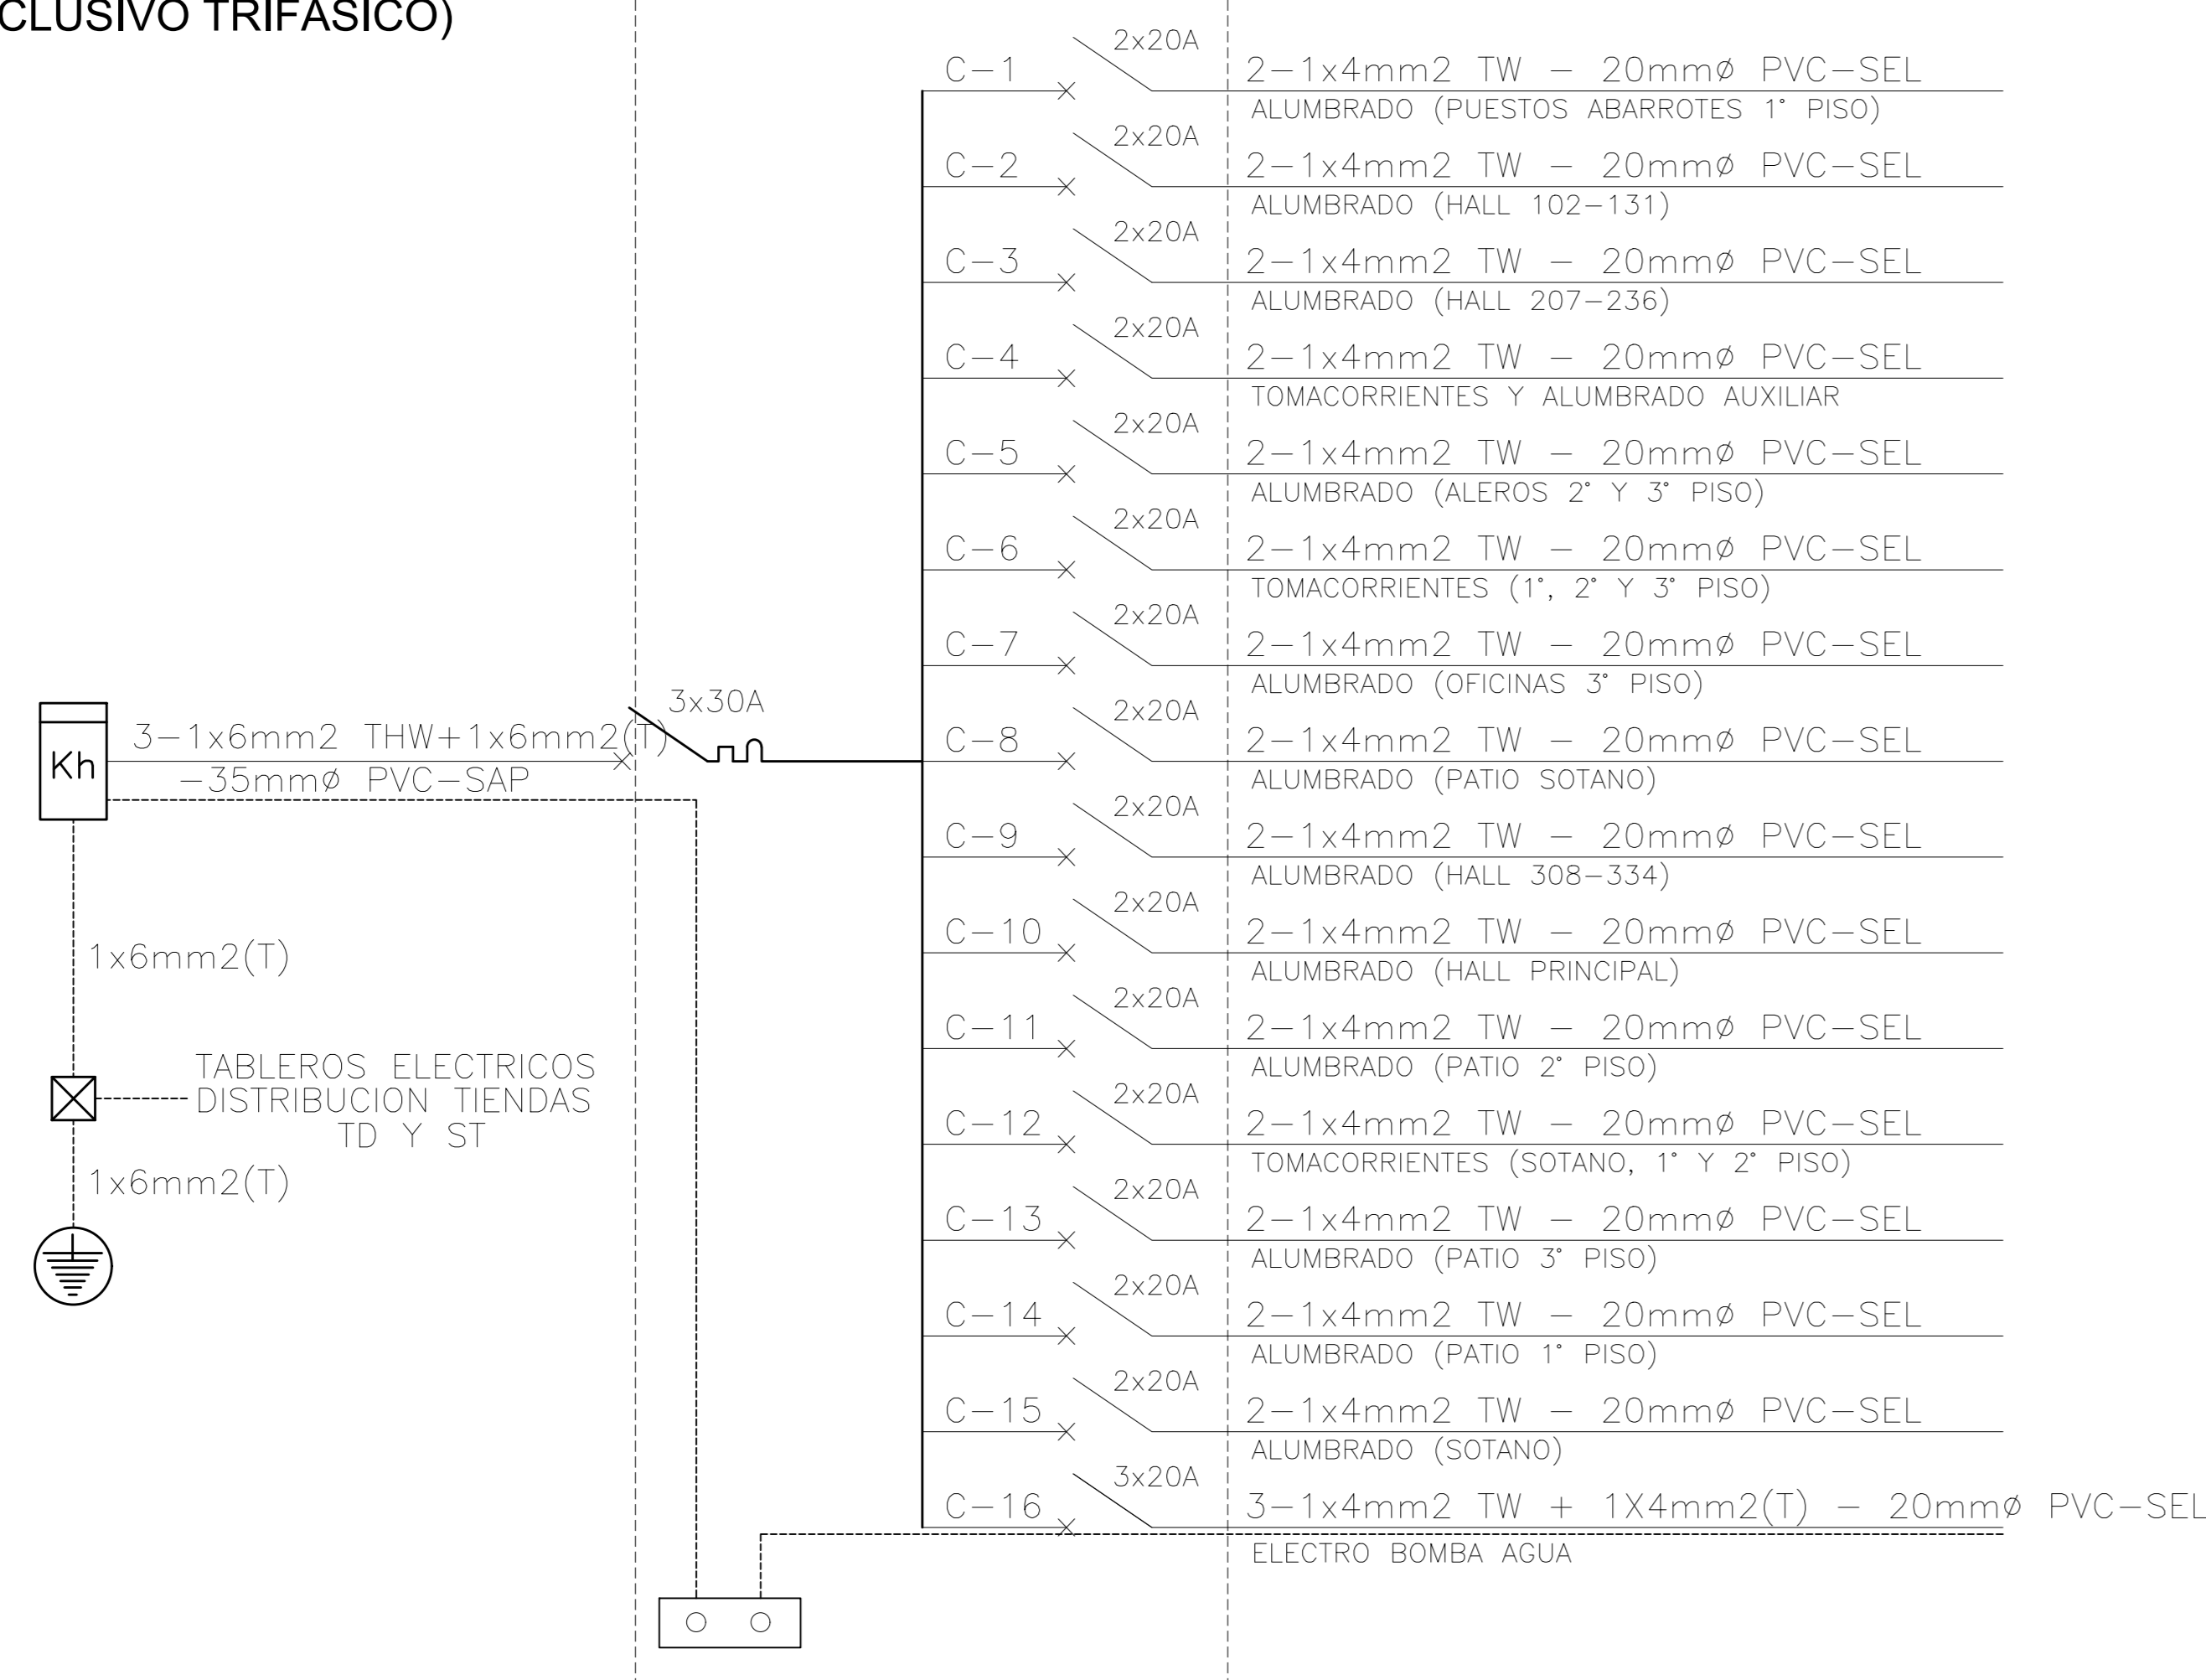 CLUSIVO TRIFASICO)
2x20A
C-1
2-1x4mm2 TW - 20mmø PVC-SEL
ALUMBRADO (PUESTOS ABARROTES 1° PISO)
2x20A
C-2
2-1x4mm2 TW - 20mmø PVC-SEL
ALUMBRADO (HALL 102-131)
2x20A
C-3
2-1x4mm2 TW - 20mmø PVC-SEL
ALUMBRADO (HALL 207-236)
2x20A
C-4
2-1x4mm2 TW - 20mmø PVC-SEL
TOMACORRIENTES Y ALUMBRADO AUXILIAR
2x20A
C-5
2-1x4mm2 TW - 20mmø PVC-SEL
ALUMBRADO (ALEROS 2° Y 3° PISO)
2x20A
C-6
2-1x4mm2 TW - 20mmø PVC-SEL
TOMACORRIENTES (1°, 2° Y 3° PISO)
2x20A
C-7
2-1x4mm2 TW - 20mmø PVC-SEL
ALUMBRADO (OFICINAS 3° PISO)
2x20A
C-8
2-1x4mm2 TW - 20mmø PVC-SEL
ALUMBRADO (PATIO SOTANO)
2x20A
C-9
2-1x4mm2 TW - 20mmø PVC-SEL
ALUMBRADO (HALL 308-334)
2x20A
C-10
2-1x4mm2 TW - 20mmø PVC-SEL
ALUMBRADO (HALL PRINCIPAL)
2x20A
C-11
2-1x4mm2 TW - 20mmø PVC-SEL
ALUMBRADO (PATIO 2° PISO)
2x20A
C-12
2-1x4mm2 TW - 20mmø PVC-SEL
TOMACORRIENTES (SOTANO, 1° Y 2° PISO)
2x20A
C-13
2-1x4mm2 TW - 20mmø PVC-SEL
ALUMBRADO (PATIO 3° PISO)
2x20A
C-14
2-1x4mm2 TW - 20mmø PVC-SEL
ALUMBRADO (PATIO 1° PISO)
2x20A
C-15
2-1x4mm2 TW - 20mmø PVC-SEL
ALUMBRADO (SOTANO)
3x20A
C-16
3-1x4mm2 TW + 1X4mm2(T) - 20mmø PVC-SEL
ELECTRO BOMBA AGUA
3x30A
Kh
3-1x6mm2 THW+1x6mm2(T)
-35mmø PVC-SAP
1x6mm2(T)
TABLEROS ELECTRICOS
DISTRIBUCION TIENDAS
TD Y ST
1x6mm2(T)